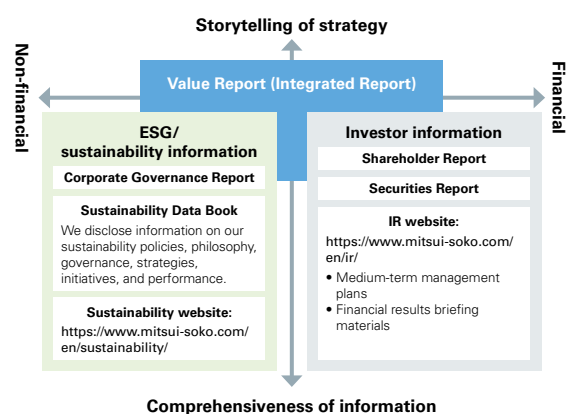 Storytelling of strategy
Non-financial
Financial
Value Report (Integrated Report)
ESG/
sustainability information
Corporate Governance Report
Sustainability Data Book
We disclose information on our
sustainability policies, philosophy,
governance, strategies,
initiatives, and performance.
Sustainability website:
https://www.mitsui-soko.com/
en/sustainability/
Investor information
Shareholder Report
Securities Report
IR website:
https://www.mitsui-soko.com/
en/ir/
• Medium-term management
plans
• Financial results briefing
materials
Comprehensiveness of information